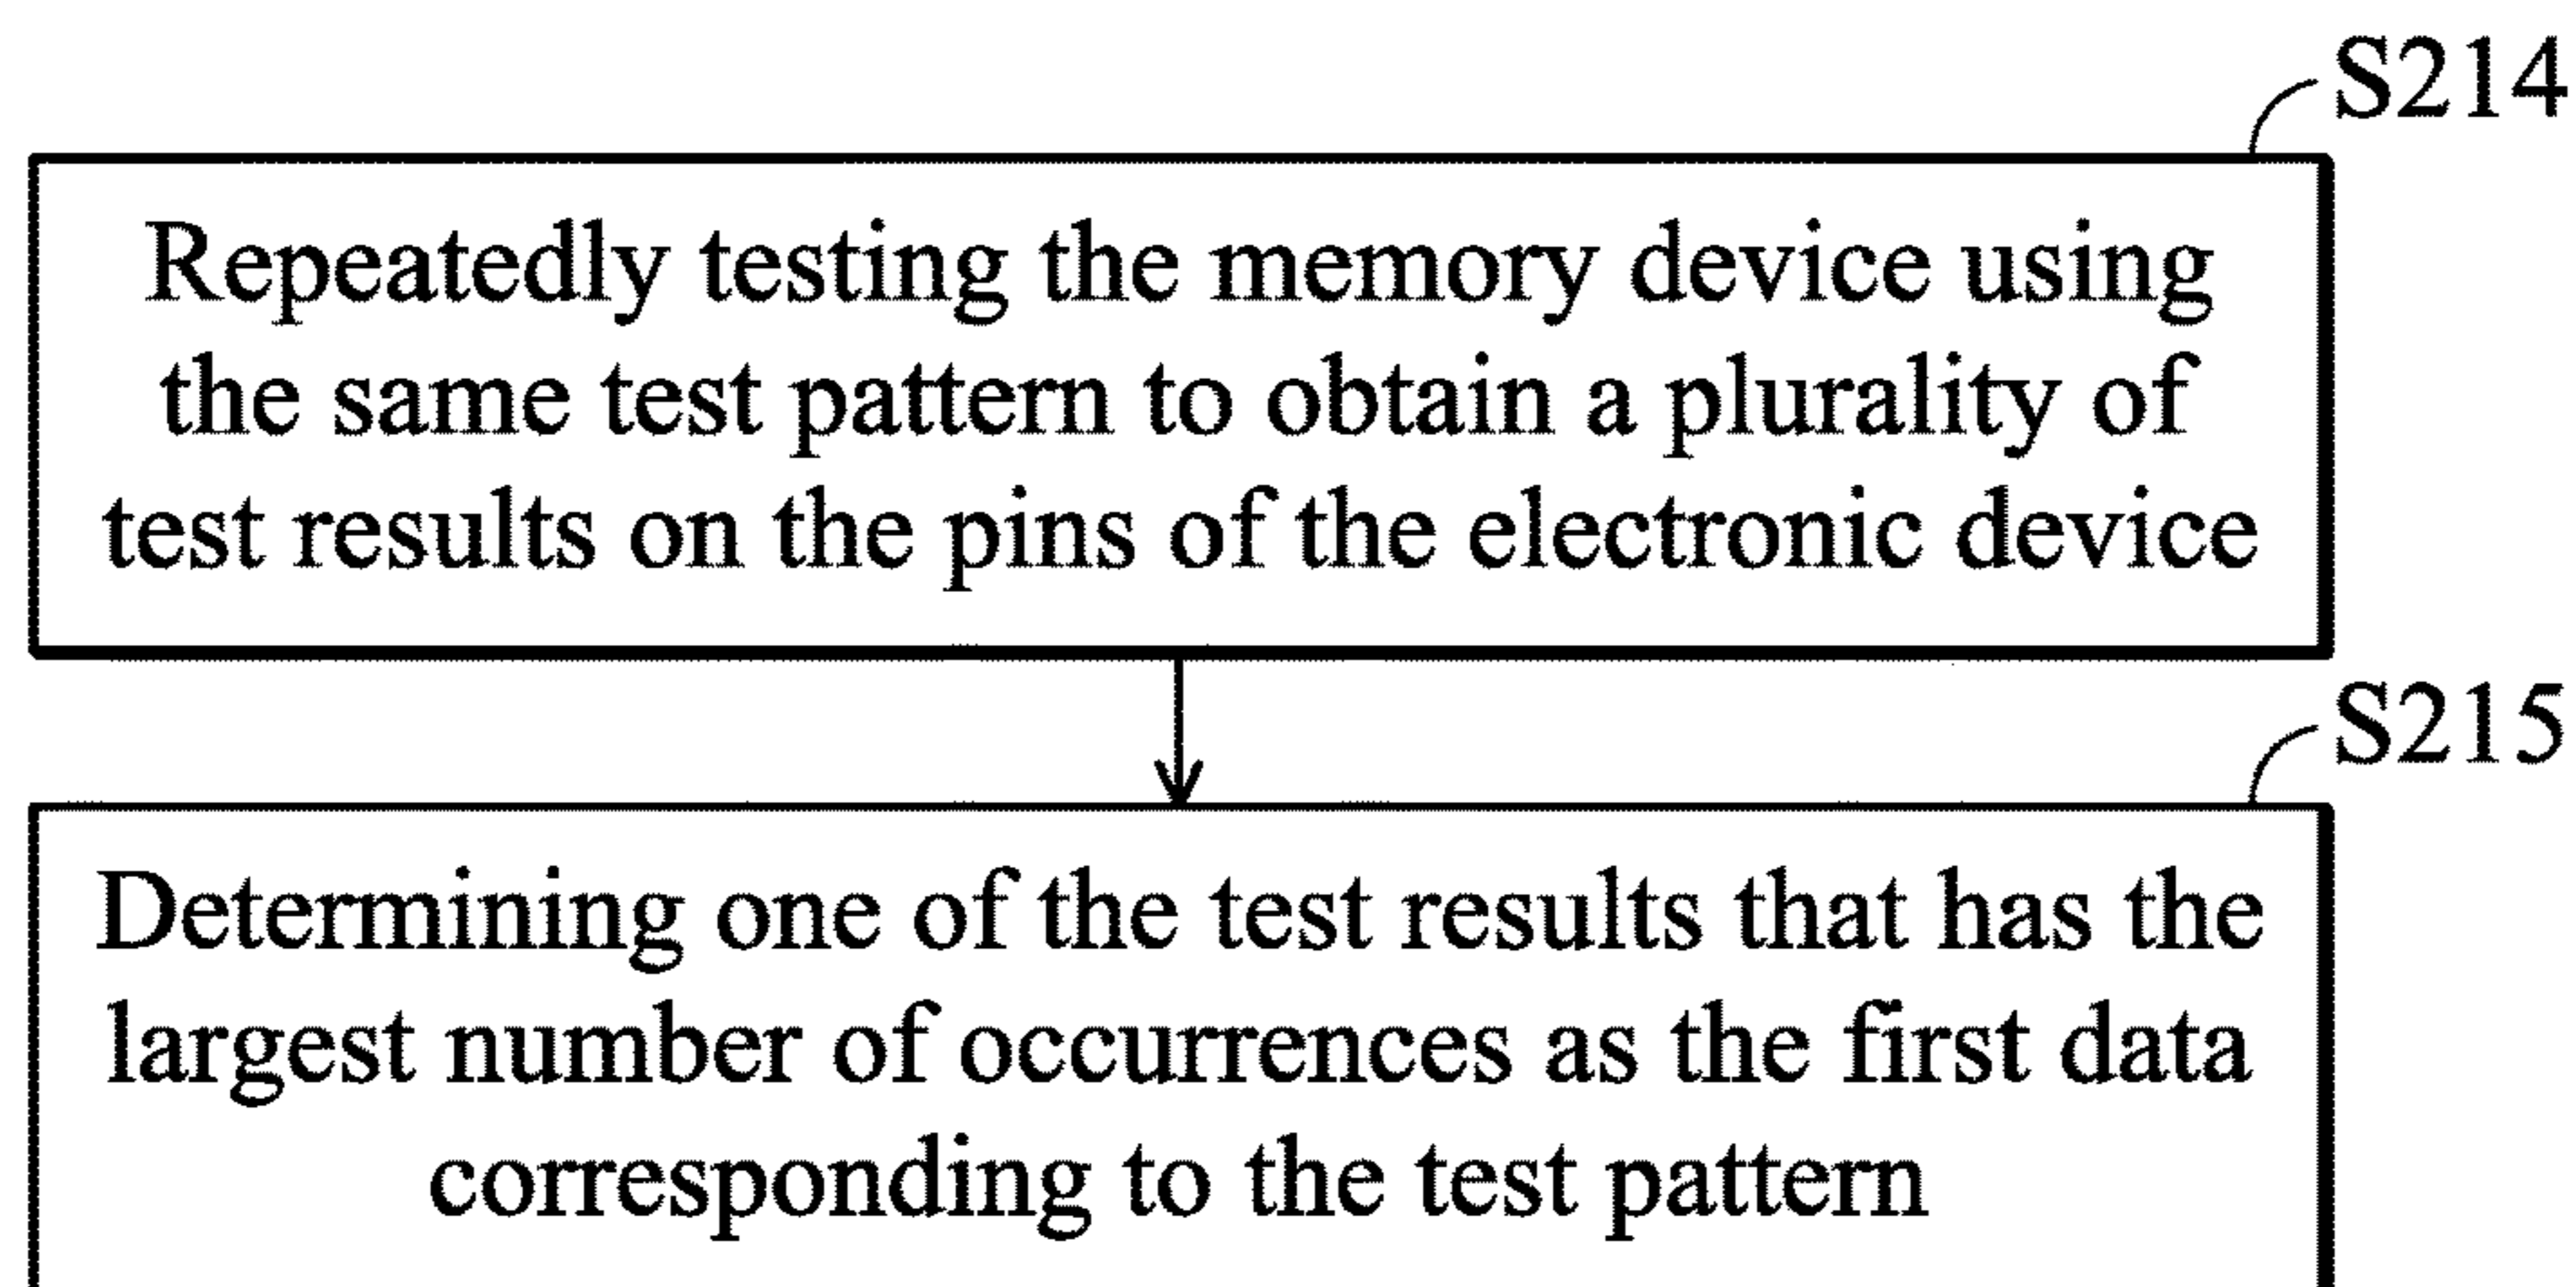 S214
Repeatedly testing the memory device using
the same test pattern to obtain a plurality of
test results on the pins of the electronic device
S215
Determining one of the test results that has the
largest number of occurrences as the first data
corresponding to the test pattern